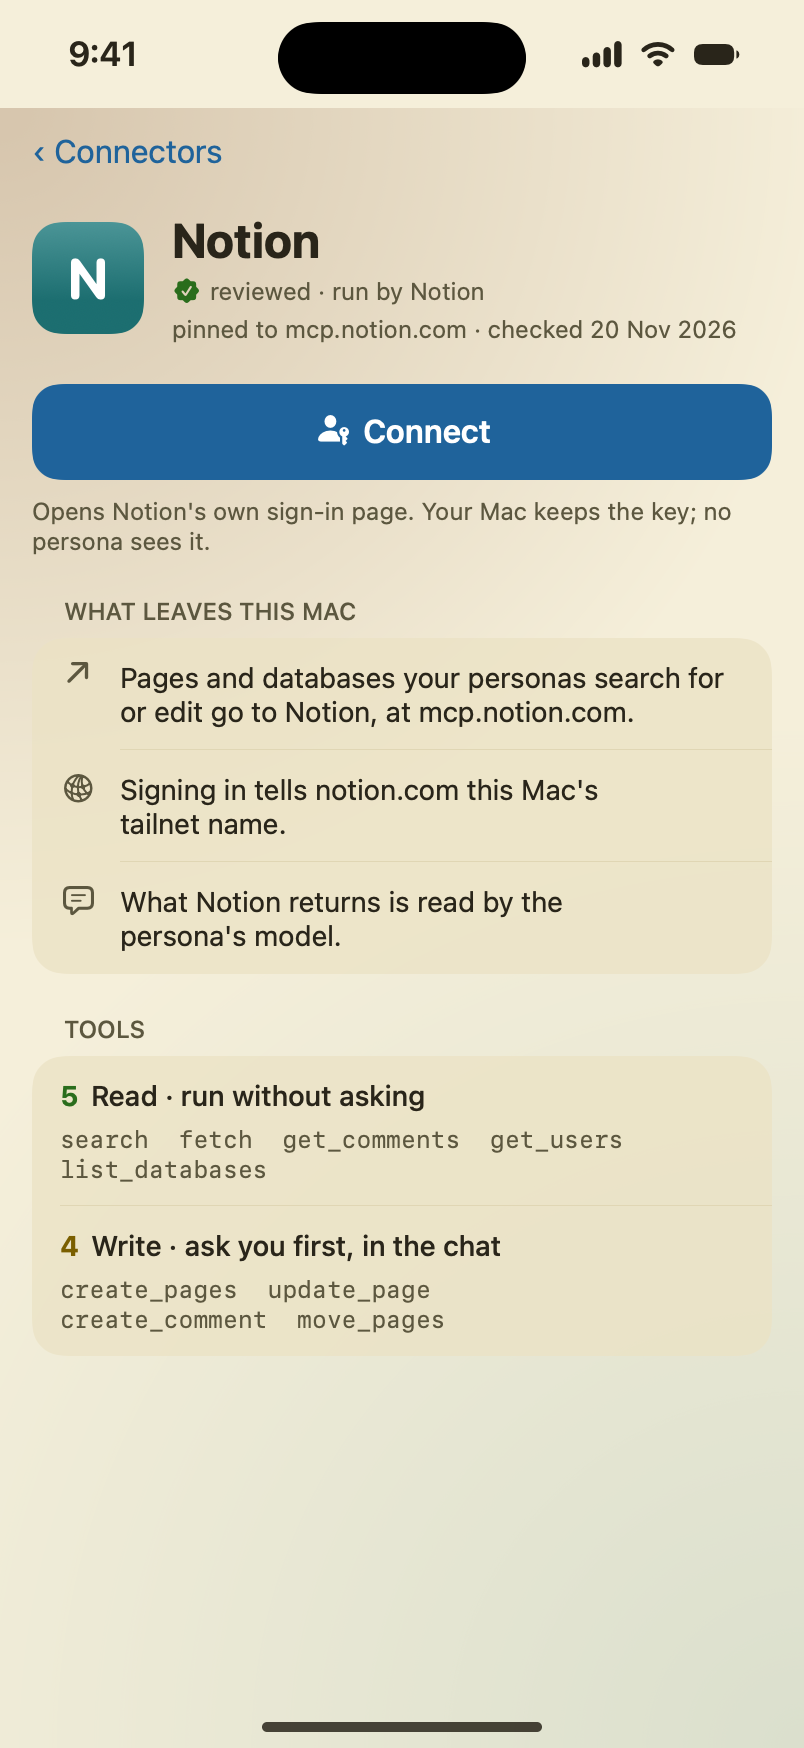 9:41
‹ Connectors
N
Notion
reviewed · run by Notion
pinned to mcp.notion.com · checked 20 Nov 2026
Connect
Opens Notion's own sign-in page. Your Mac keeps the key; no
persona sees it.
WHAT LEAVES THIS MAC
Pages and databases your personas search for
or edit go to Notion, at mcp.notion.com.
Signing in tells notion.com this Mac's
tailnet name.
What Notion returns is read by the
persona's model.
TOOLS
5 Read · run without asking
search fetch get_comments get_users
list_databases
4 Write · ask you first, in the chat
create_pages update_page
create_comment move_pages